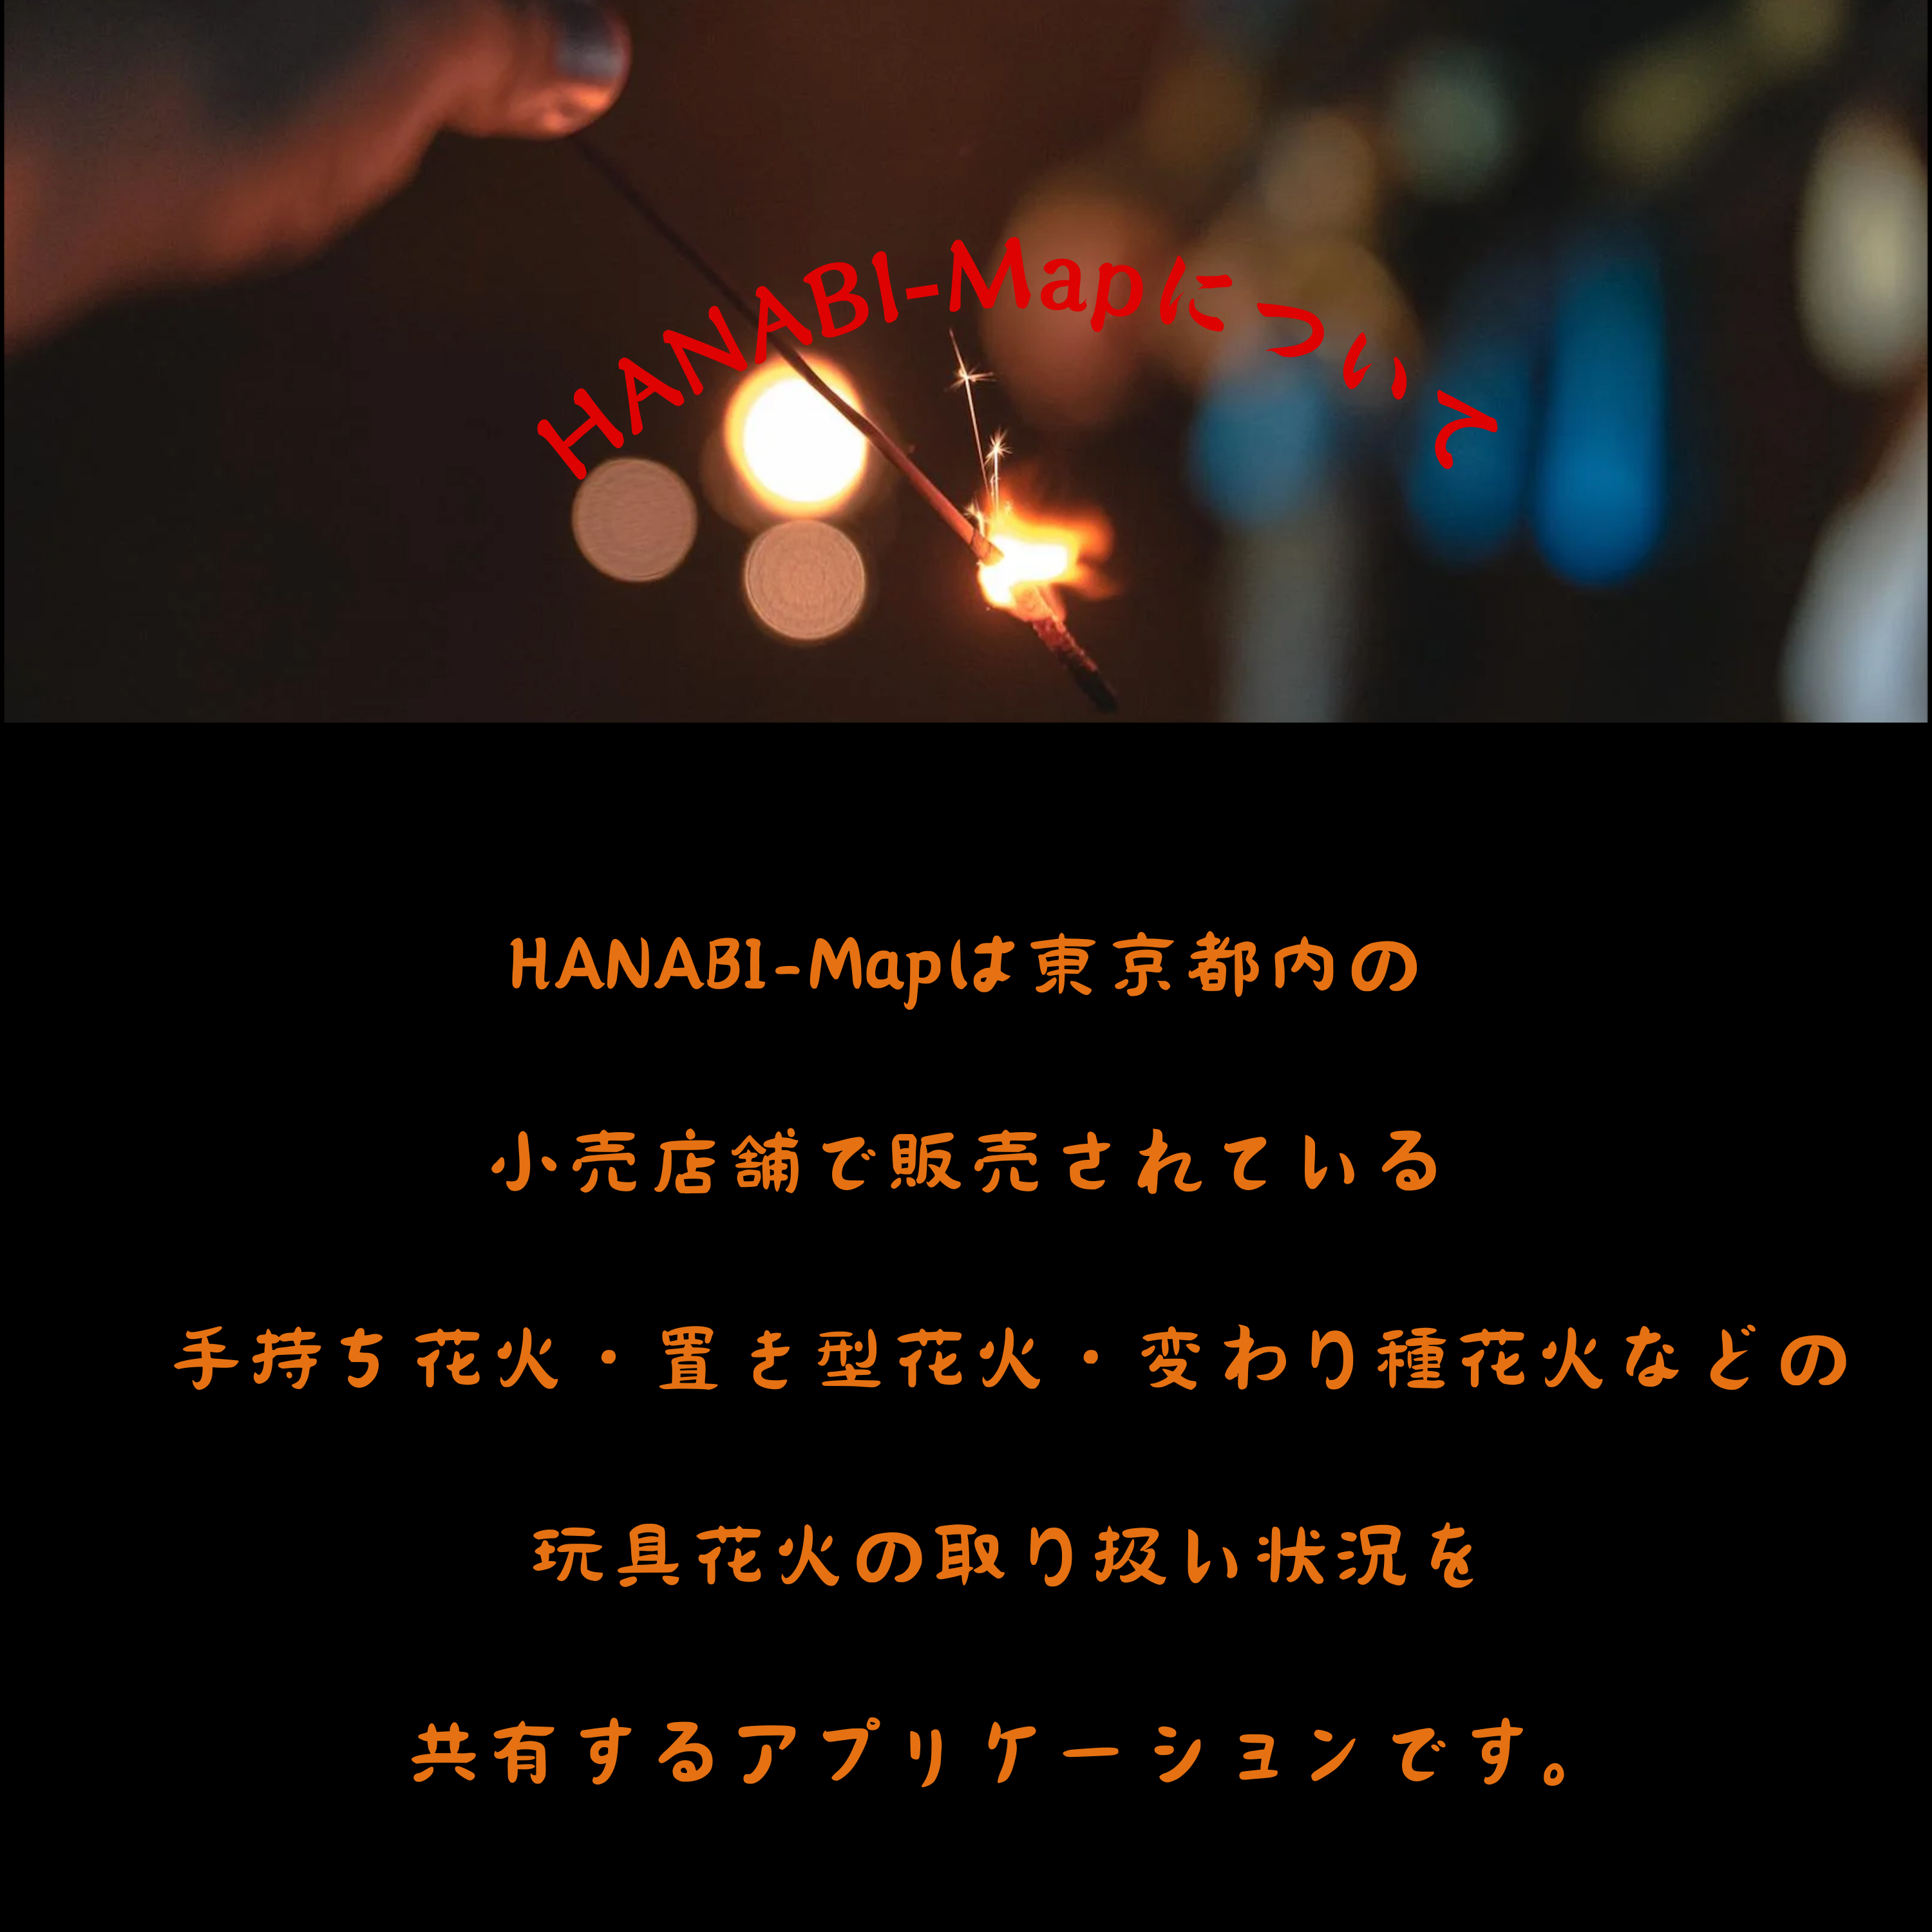 HANABI-Mapについて
HANABI-Mapは東京都内の
小売店舗で販売されている
手持ち花火・置き型花火・変わり種花火などの
玩具花火の取り扱い状況を
共有するアプリケーションです。